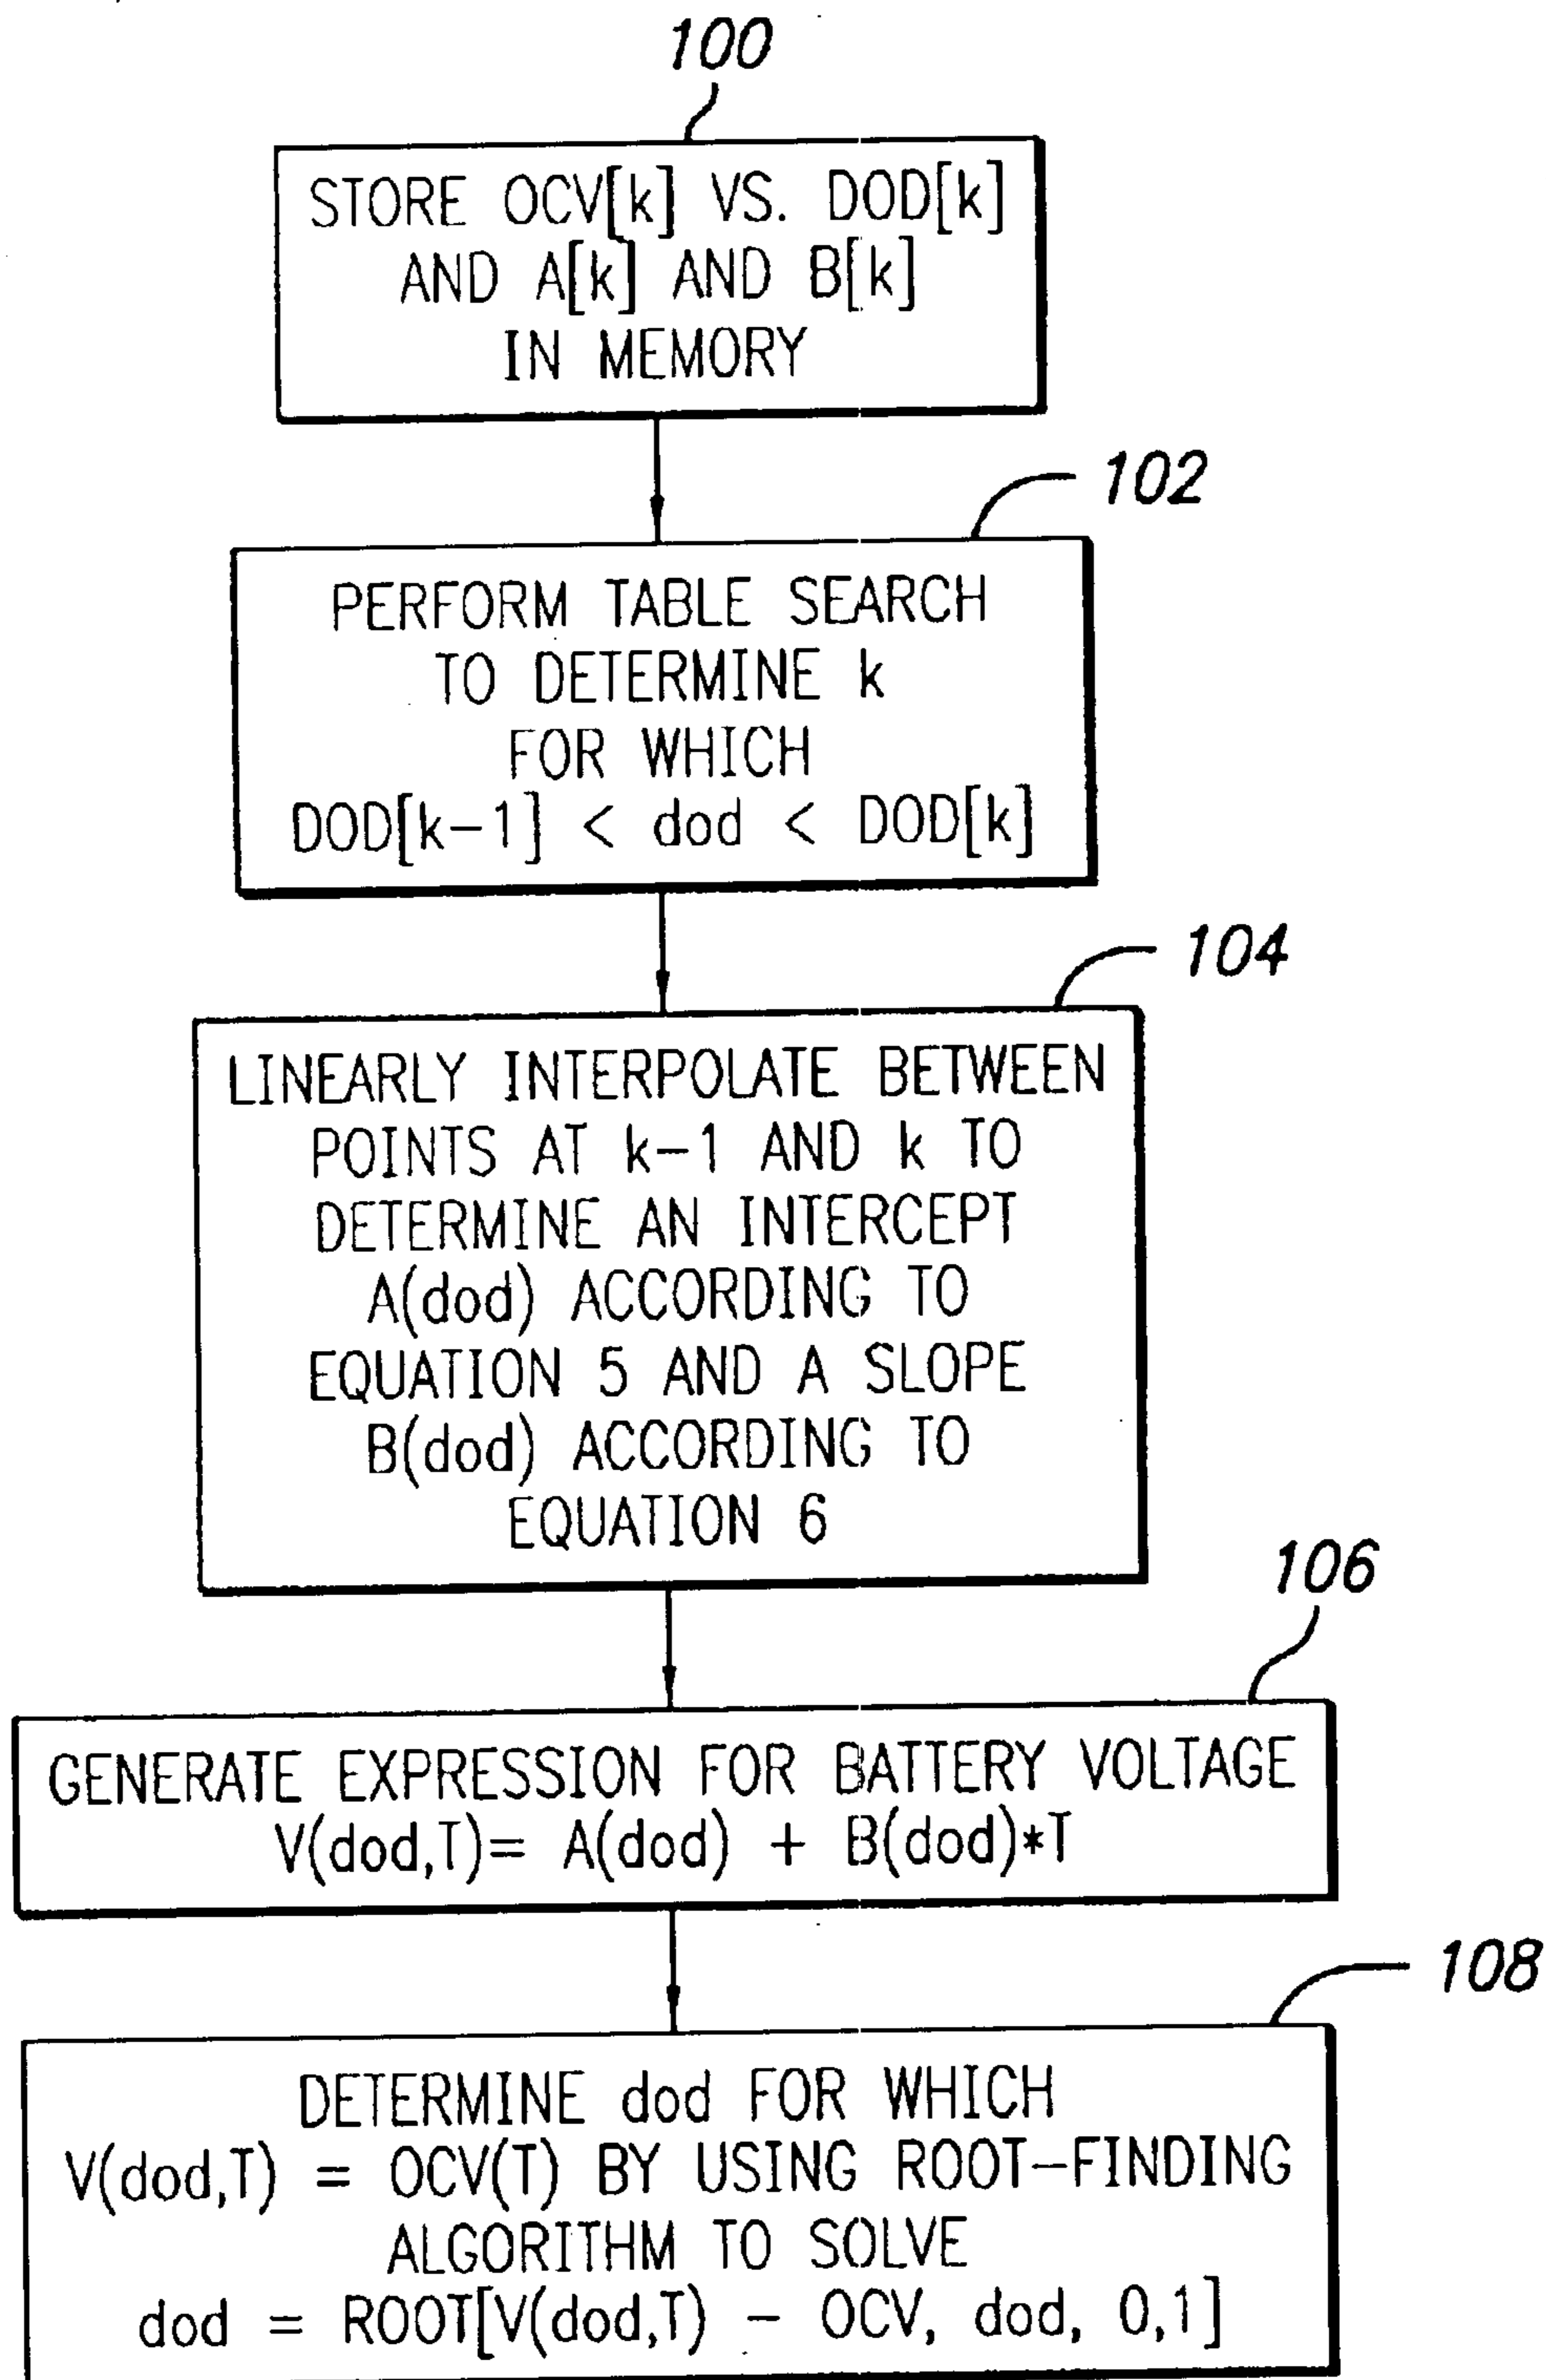 100
STORE OCV[k] VS. DOD[k]
AND A[k] AND B[k]
IN MEMORY
102
PERFORM TABLE SEARCH
TO DETERMINE k
FOR WHICH
DOD[k-1] < dod < DOD[k]
104
LINEARLY INTERPOLATE BETWEEN
POINTS AT k-1 AND k TO
DETERMINE AN INTERCEPT
A(dod) ACCORDING TO
EQUATION 5 AND A SLOPE
B(dod) ACCORDING TO
EQUATION 6
106
GENERATE EXPRESSION FOR BATTERY VOLTAGE
V(dod,T)= A(dod) + B(dod)*T
108
DETERMINE dod FOR WHICH
V(dod,T) = OCV(T) BY USING ROOT-FINDING
ALGORITHM TO SOLVE
dod = ROOT[V(dod,T) - OCV, dod, 0,1]